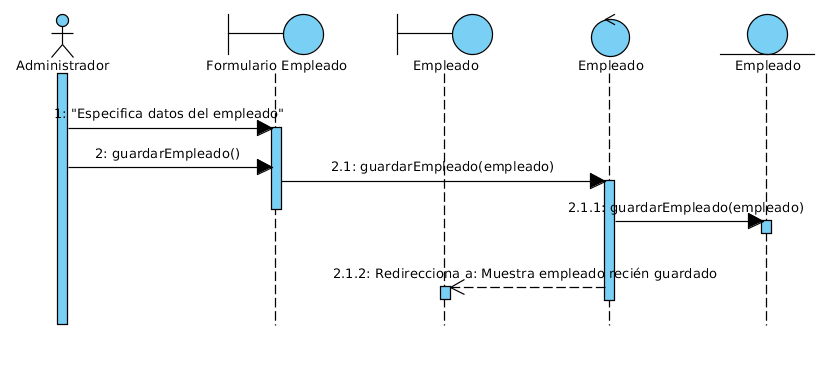 Administrador
Formulario Empleado
Empleado
Empleado
Empleado
1: "Especifica datos del empleado"
2: guardarEmpleado()
2.1: guardarEmpleado(empleado)
2.1.1: guardarEmpleado(empleado)
2.1.2: Redirecciona a: Muestra empleado recién guardado